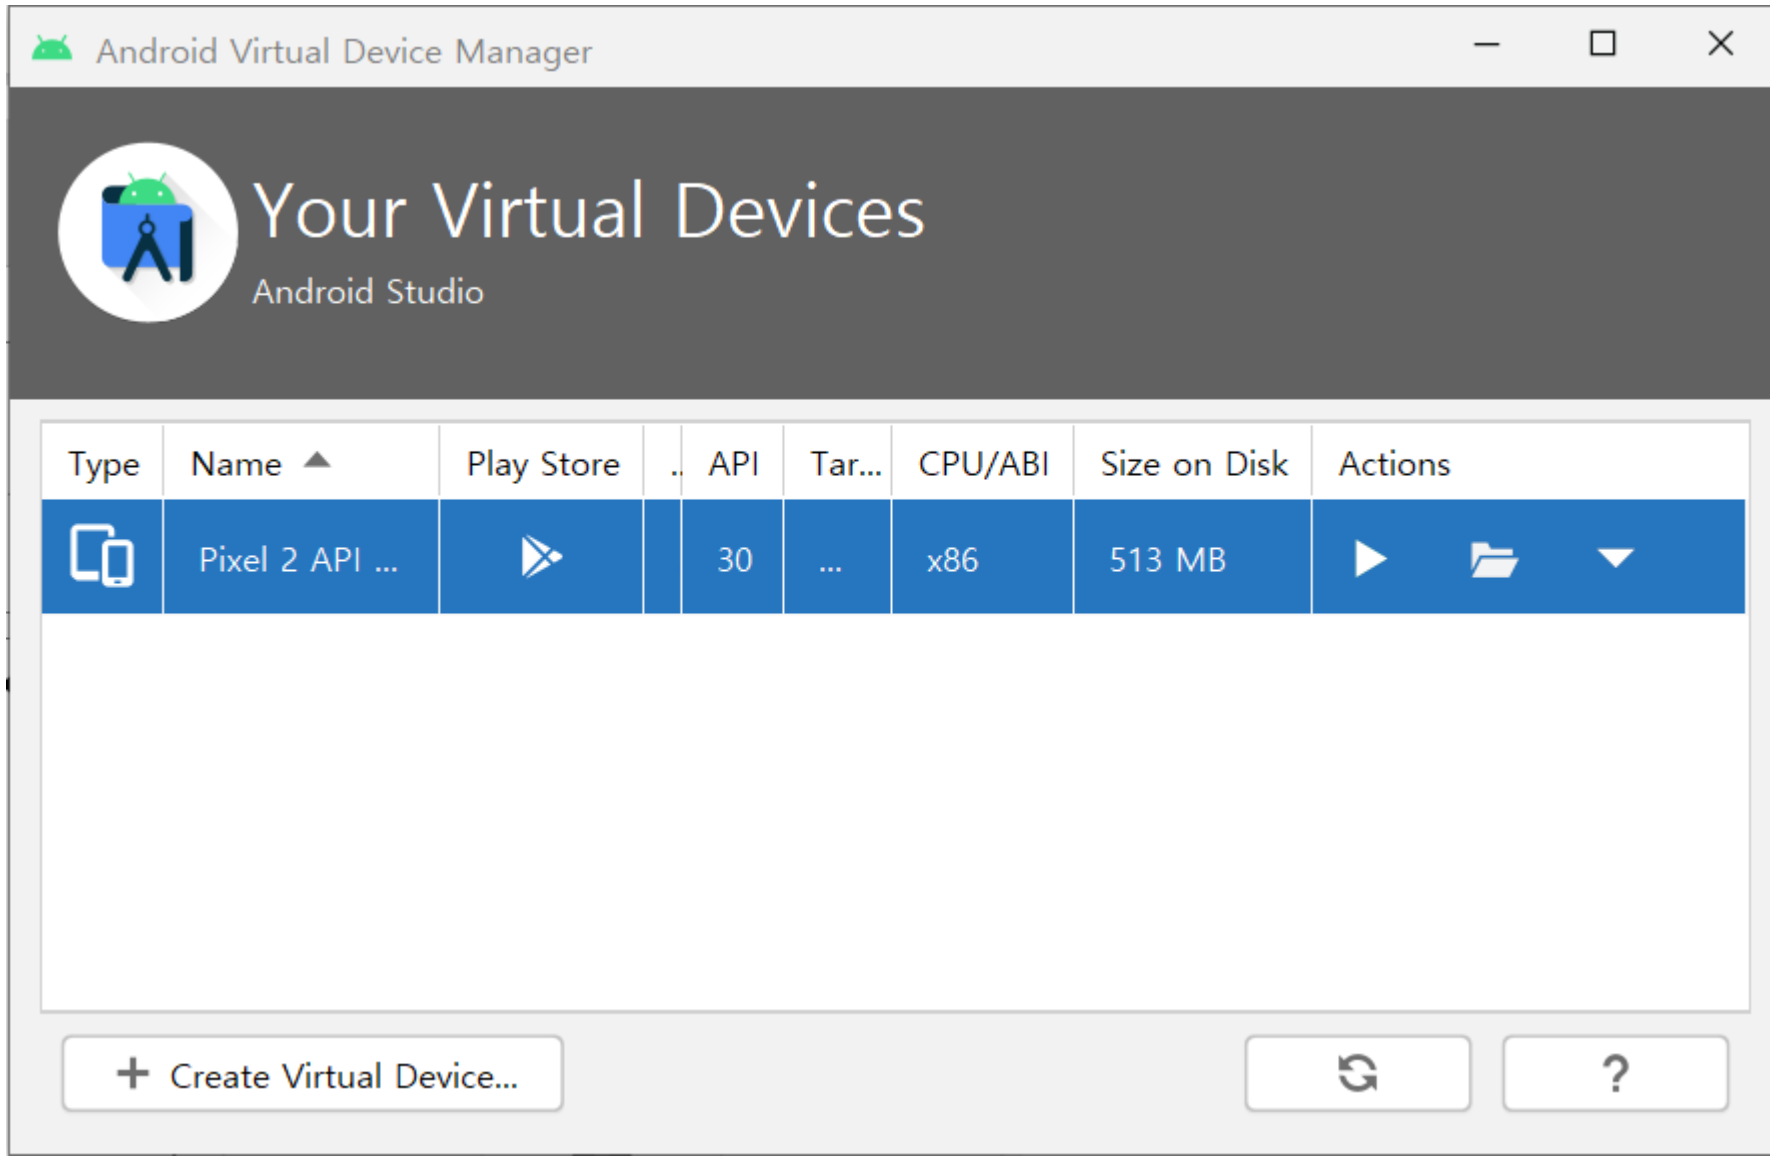 Android Virtual Device Manager
Your Virtual Devices
Android Studio
Type Name Play Store .. API Tar... CPU/ABI Size on Disk Actions
Pixel 2 API ... 30 ... x86 513 MB
+ Create Virtual Device... ?